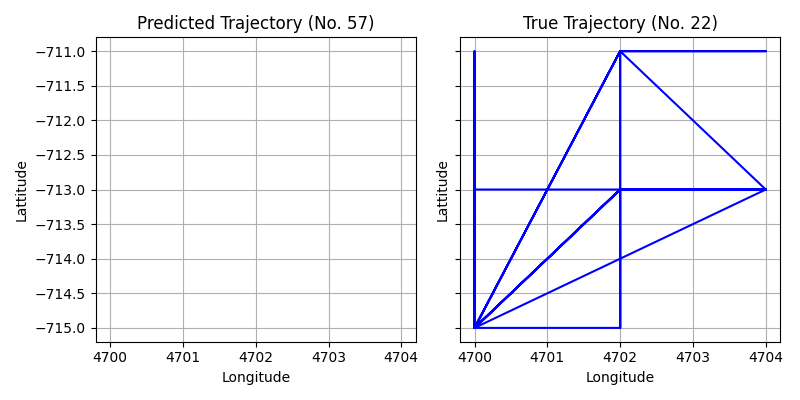 Predicted Trajectory (No. 57)
True Trajectory (No. 22)
−711.0
−711.5
−712.0
−712.5
−713.0
−713.5
−714.0
−714.5
−715.0
Lattitude
Lattitude
4700 4701 4702 4703 4704
4700 4701 4702 4703 4704
Longitude
Longitude